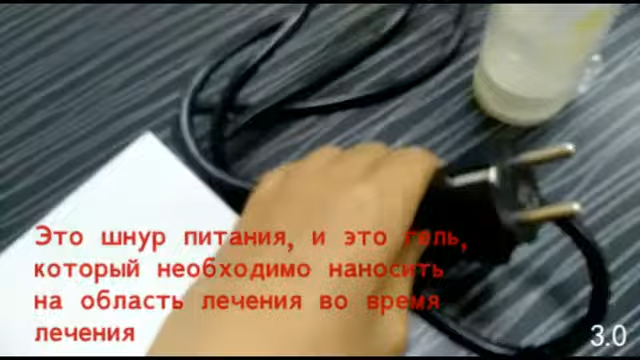 Это шнур питания, и это гель,
который необходимо наносить
на область лечения во время
лечения
3.0